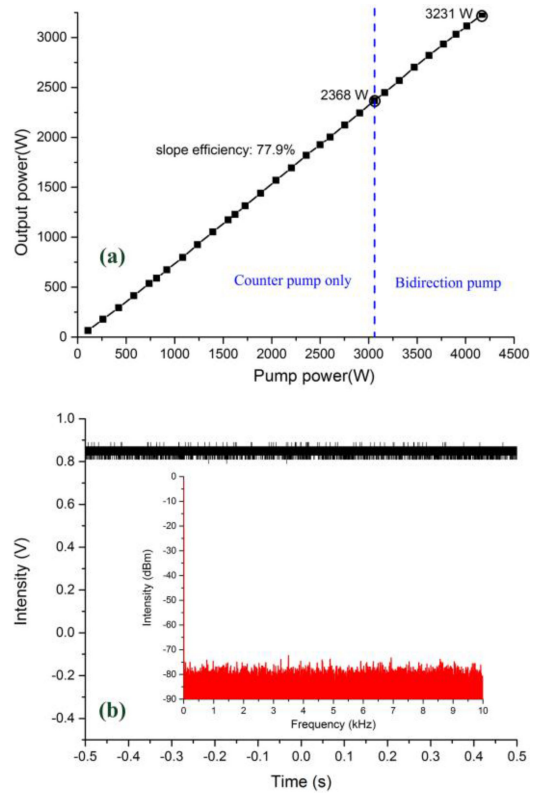 3231 W
3000
2368 W
2500
2000
slope efficiency: 77.9%
1500
1000
(a)
Counter pump only
Bidirection pump
500
0
0 500 1000 1500 2000 2500 3000 3500 4000 4500
Output power(W)
Pump power(W)
1.0
0.8
0.6
0.4
0.2
0.0
-0.2
-0.4
Intensity (V)
0
-10
-20
-30
-40
-50
-60
-70
-80
-90
Intensity (dBm)
0 1 2 3 4 5 6 7 8 9 10
Frequency (kHz)
(b)
-0.5 -0.4 -0.3 -0.2 -0.1 0.0 0.1 0.2 0.3 0.4 0.5
Time (s)